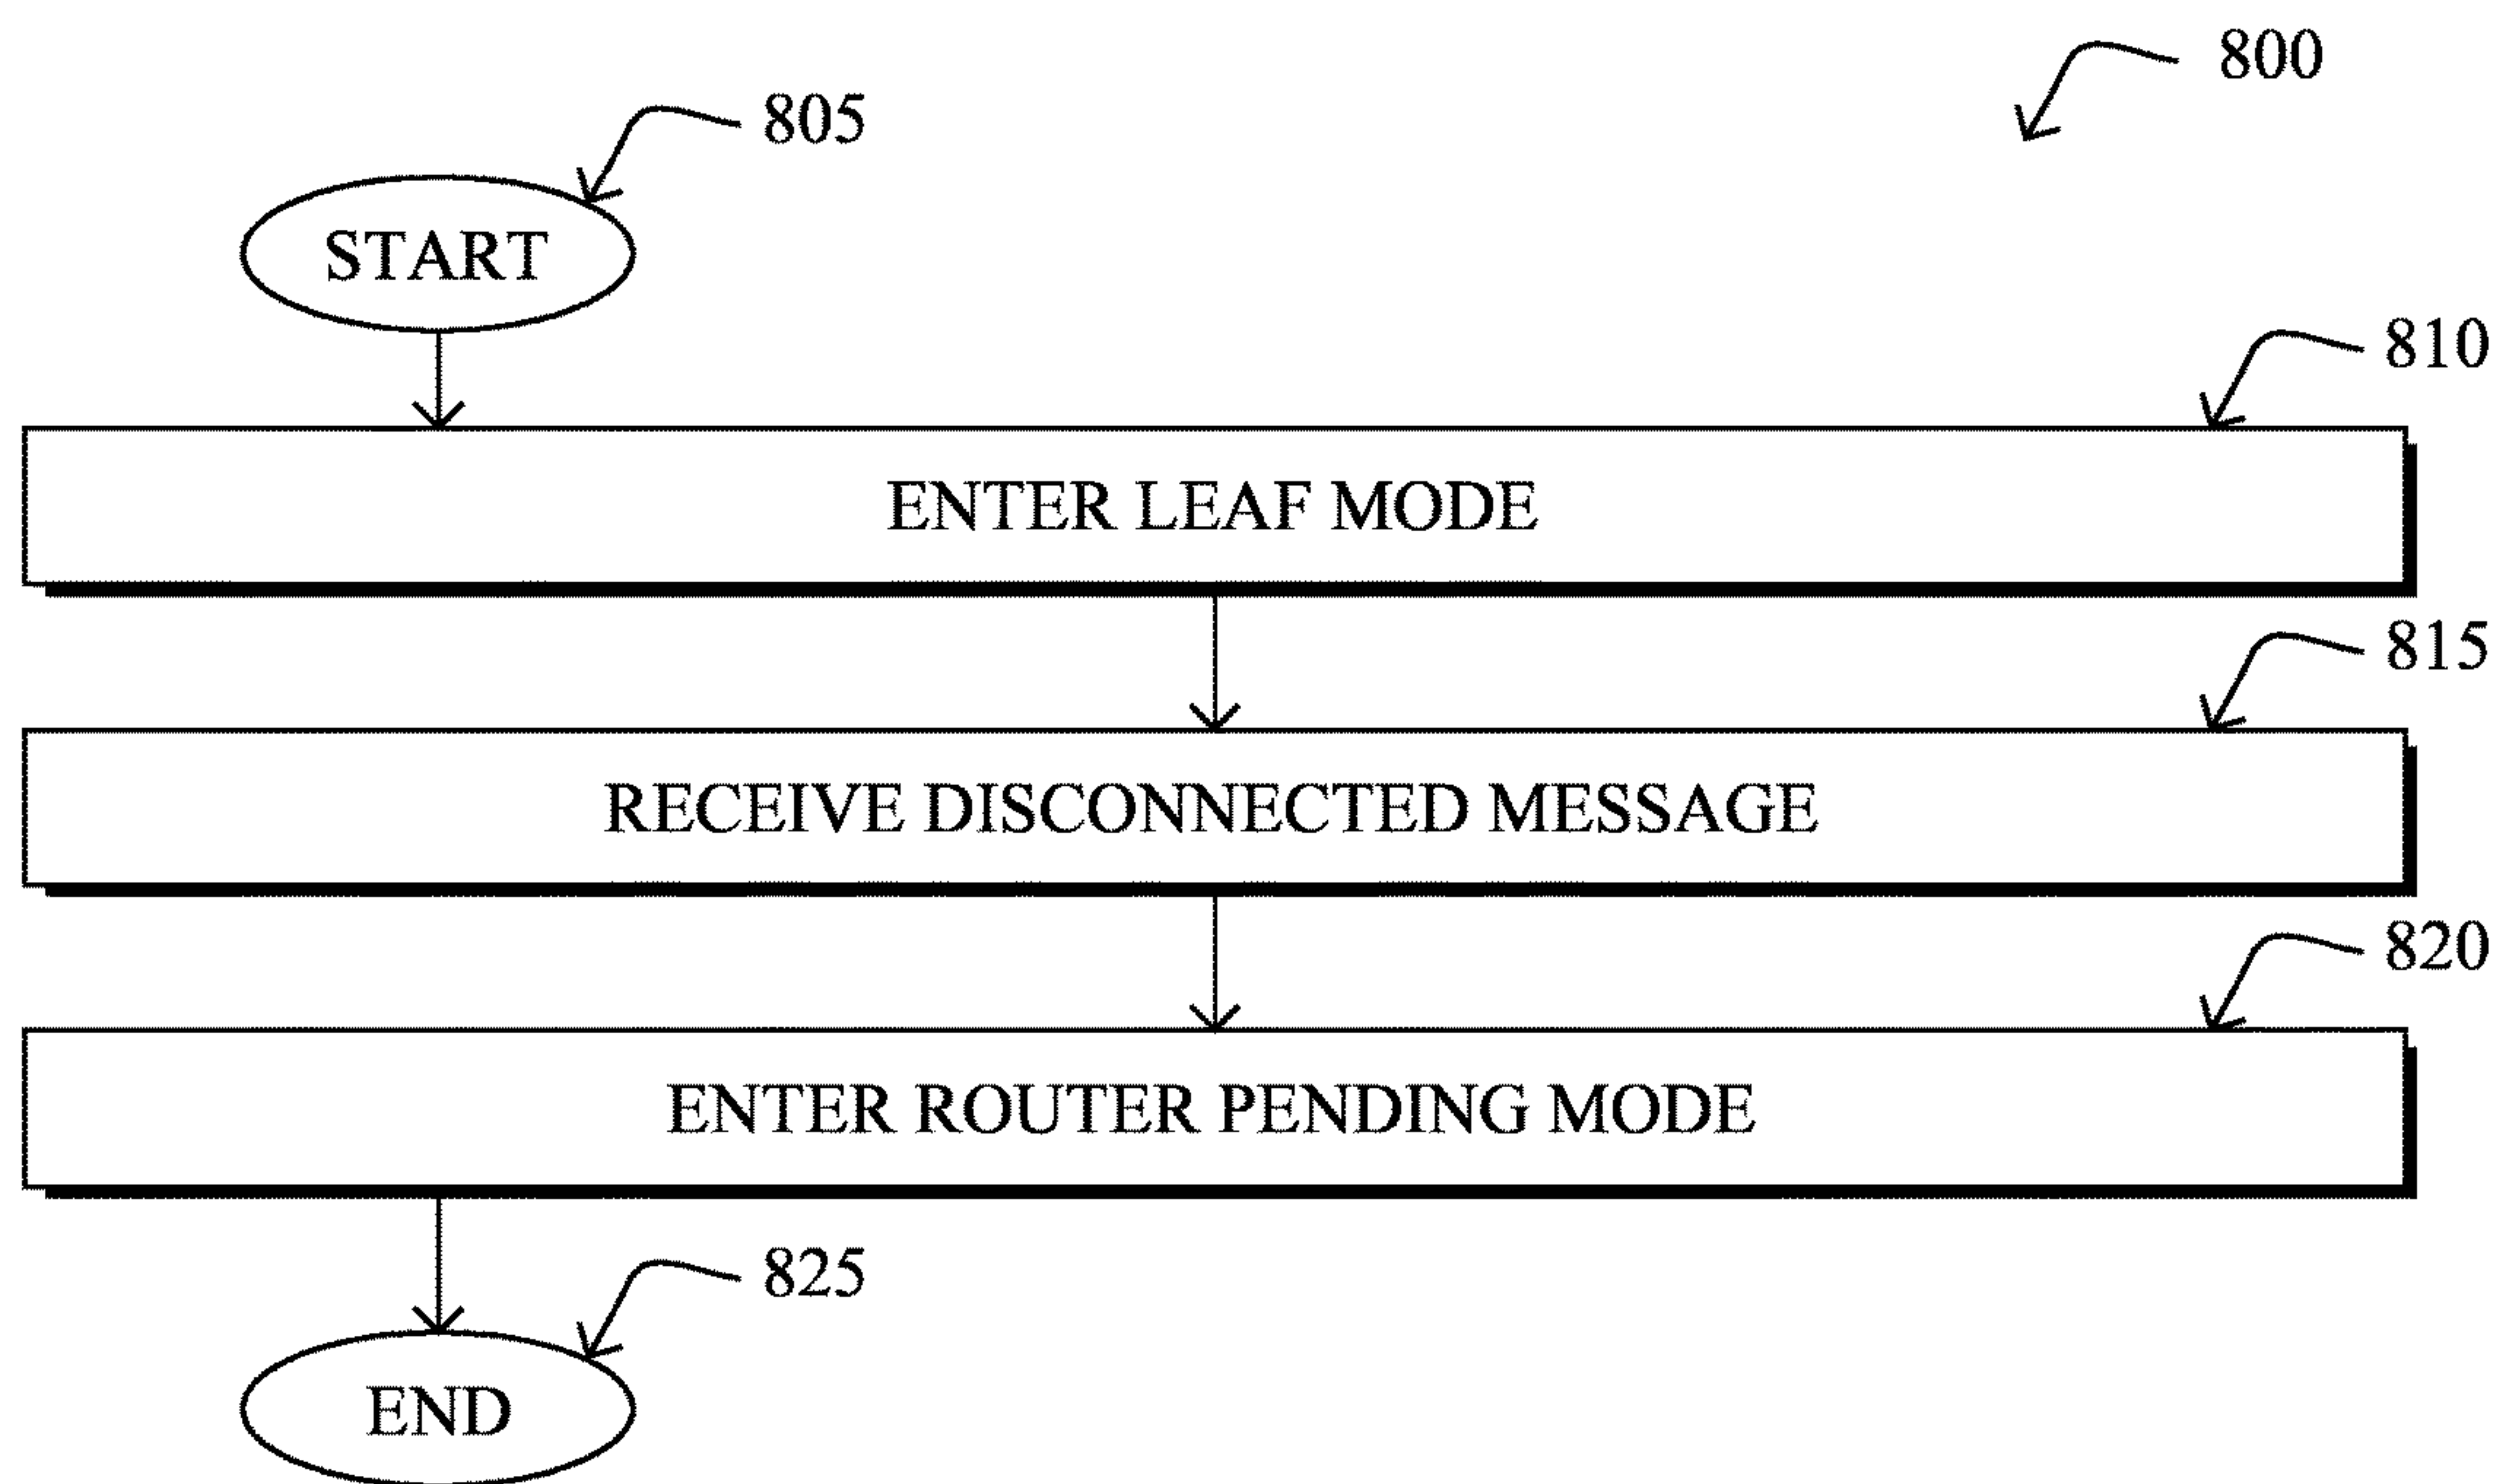 800
805
START
810
ENTER LEAF MODE
815
RECEIVE DISCONNECTED MESSAGE
820
ENTER ROUTER PENDING MODE
825
END